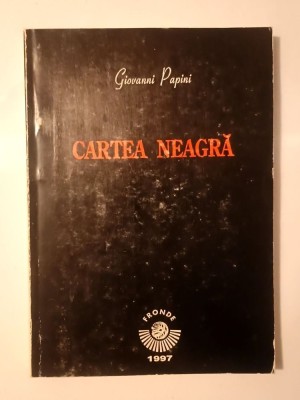 Giovanni Papini
CARTEA NEAGRĂ
FRONDE
1997